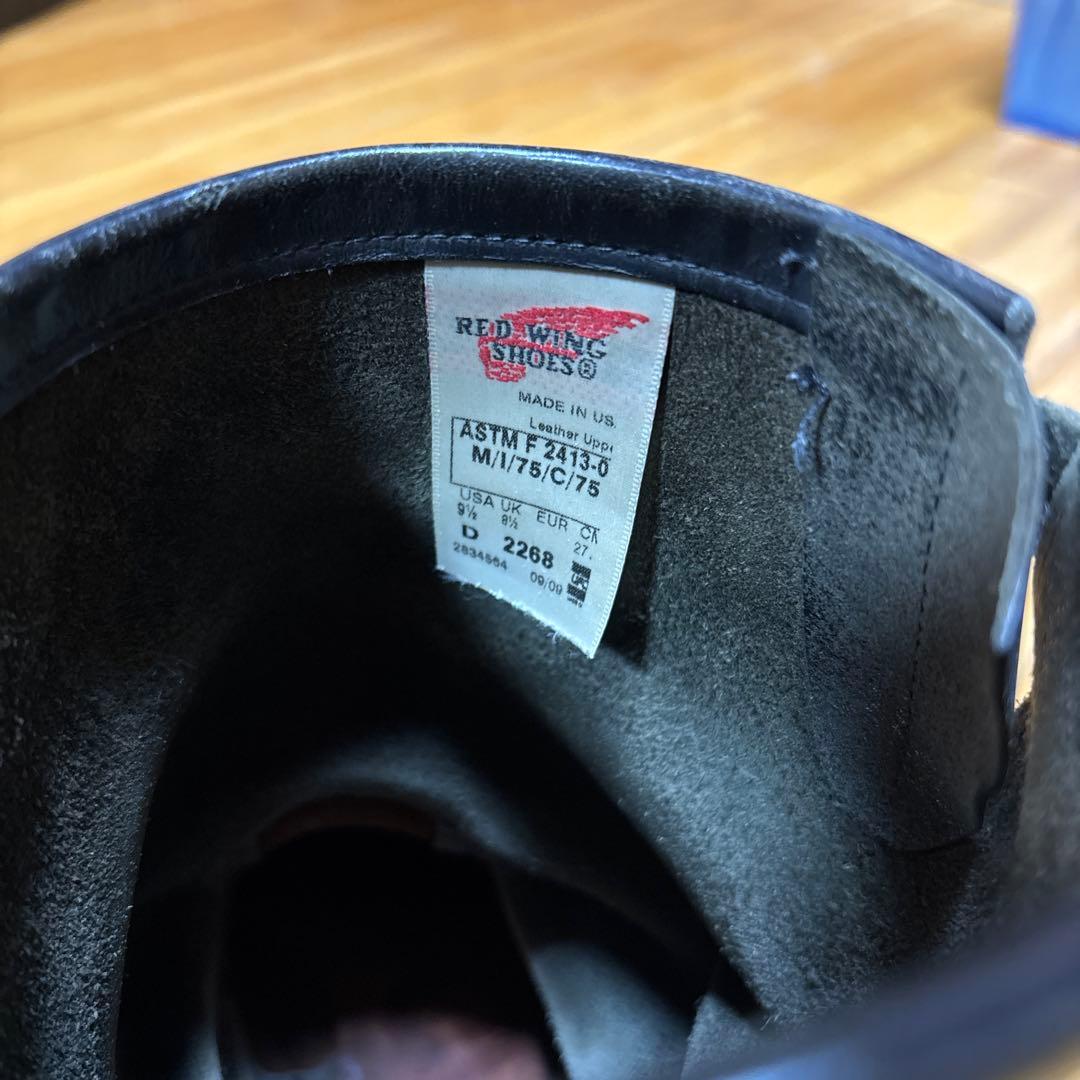 RED WING
SHOES®
MADE IN US.
Leather Uppe
ASTM F 2413-0
M/I/75/C/75
USA UK EUR CM
9½ 8½ 27.
D 2268
2834564 09/09